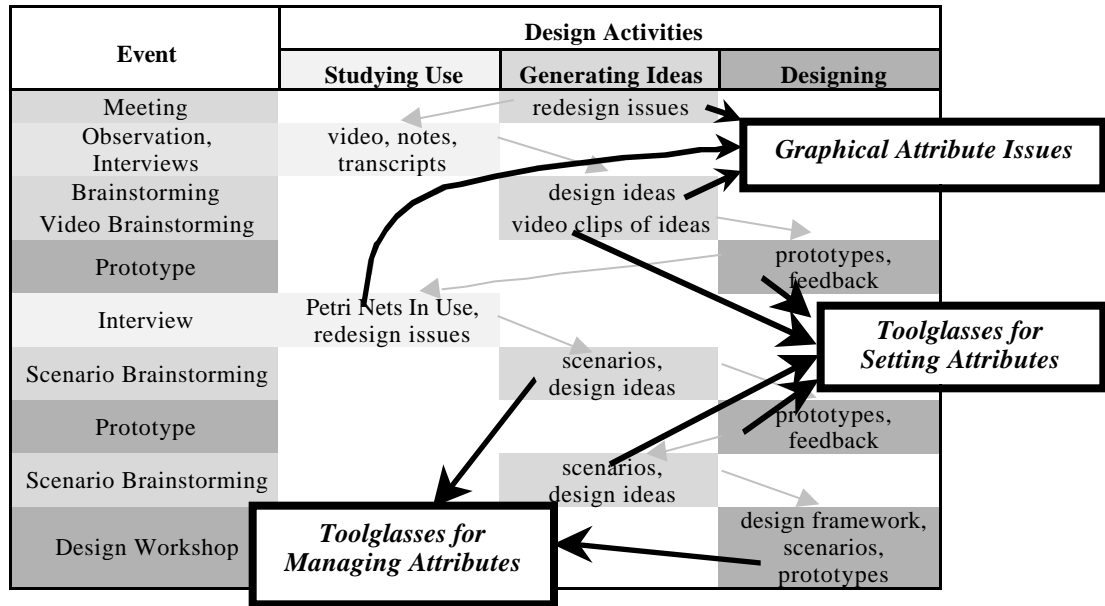 Event
Design Activities
Studying Use
Generating Ideas
Designing
Meeting
redesign issues
Observation,
Interviews
video, notes,
transcripts
Graphical Attribute Issues
Brainstorming
design ideas
Video Brainstorming
video clips of ideas
Prototype
prototypes,
feedback
Interview
Petri Nets In Use,
redesign issues
Toolglasses for
Setting Attributes
Scenario Brainstorming
scenarios,
design ideas
Prototype
prototypes,
feedback
Scenario Brainstorming
scenarios,
design ideas
Design Workshop
Toolglasses for
Managing Attributes
design framework,
scenarios,
prototypes